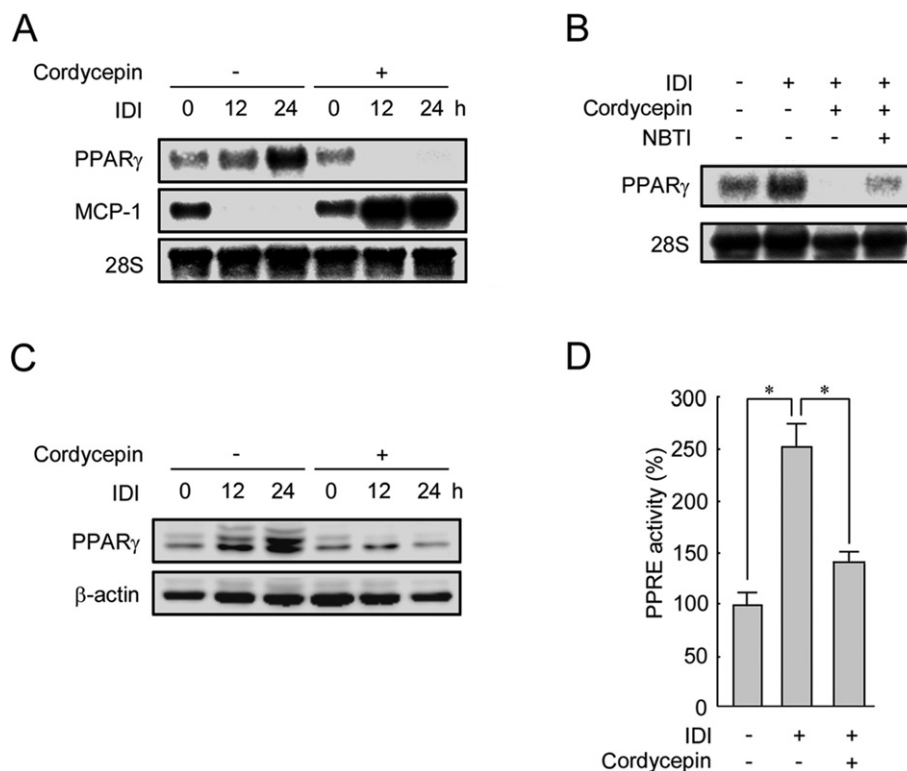 A
Cordycepin - +
IDI 0 12 24 0 12 24 h
PPARγ
MCP-1
28S
B
IDI - + + +
Cordycepin - - + +
NBTI - - - +
PPARγ
28S
C
Cordycepin - +
IDI 0 12 24 0 12 24 h
PPARγ
β-actin
D
PPRE activity (%)
300
250
200
150
100
50
0
* *
IDI - + +
Cordycepin - - +